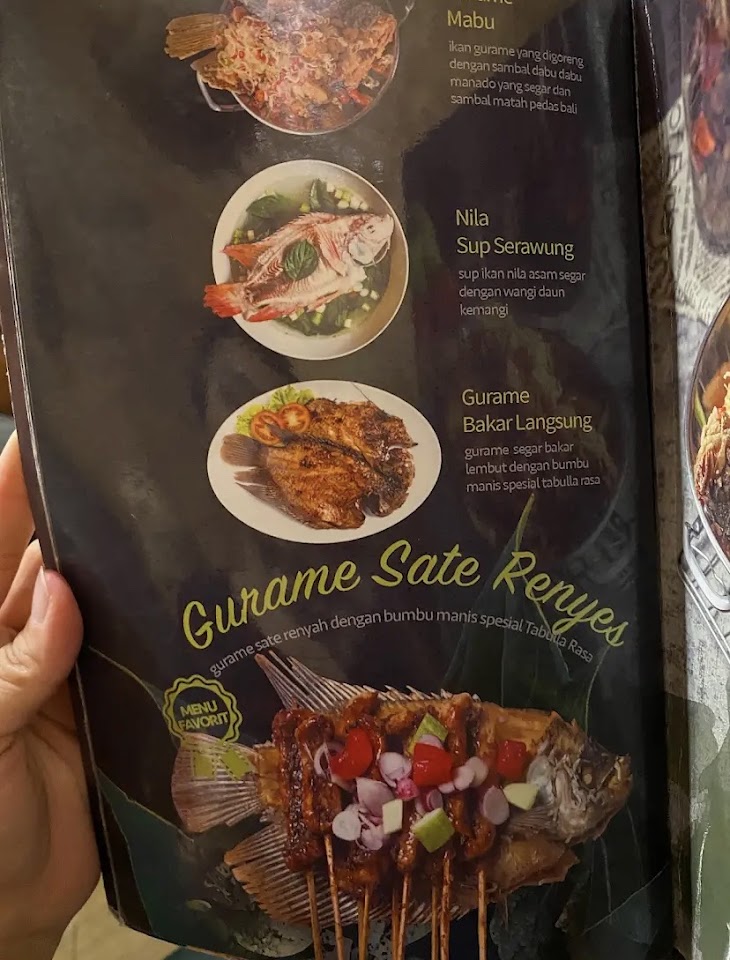 Mabu
ikan gurame yang digoreng
dengan sambal dabu dabu
manado yang segar dan
sambal matah pedas bali
Nila
Sup Serawung
sup ikan nila asam segar
dengan wangi daun
kemangi
Gurame
Bakar Langsung
gurame segar bakar
lembut dengan bumbu
manis spesial tabulla rasa
Gurame Sate Renyes
gurame sate renyah dengan bumbu manis spesial Tabulla Rasa
MENU
FAVORIT